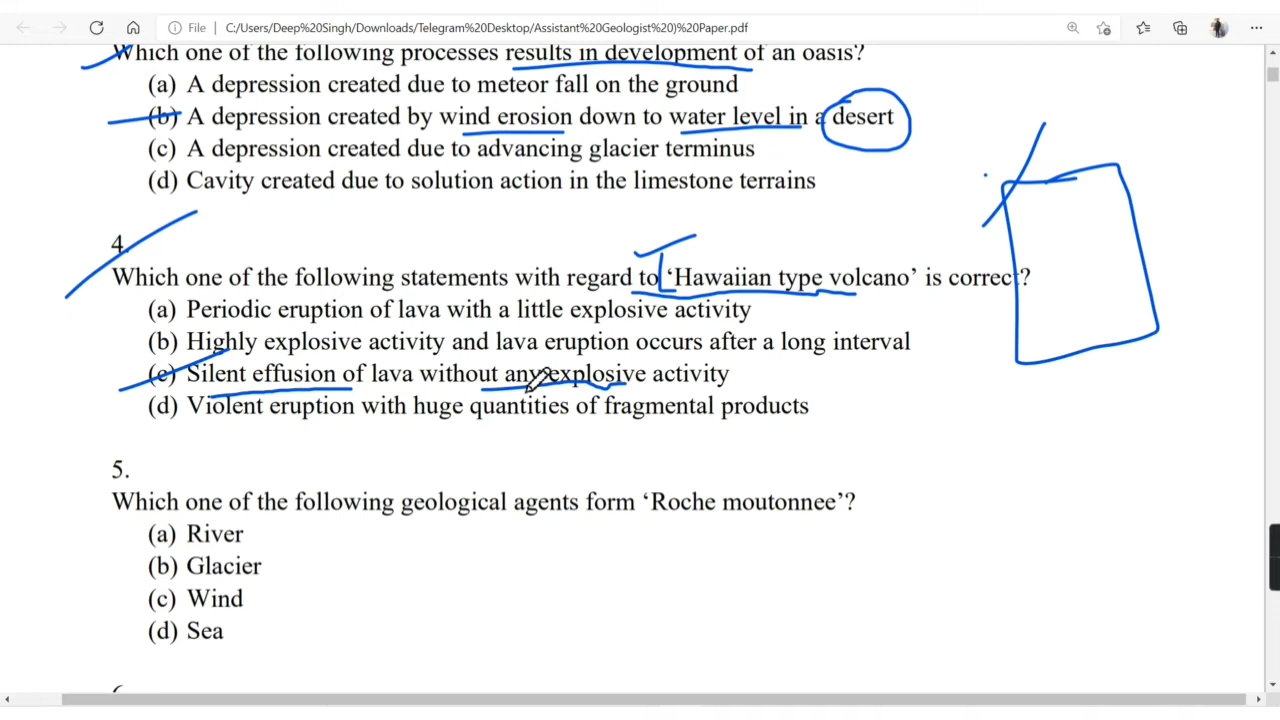 File
C:/Users/Deep%20Singh/Downloads/Telegram%20Desktop/Assistant%20Geologist%20)%20Paper.pdf
Which one of the following processes results in development of an oasis?
(a) A depression created due to meteor fall on the ground
(b) A depression created by wind erosion down to water level in a desert
(c) A depression created due to advancing glacier terminus
(d) Cavity created due to solution action in the limestone terrains
4.
Which one of the following statements with regard to ‘Hawaiian type volcano’ is correct?
(a) Periodic eruption of lava with a little explosive activity
(b) Highly explosive activity and lava eruption occurs after a long interval
(c) Silent effusion of lava without any explosive activity
(d) Violent eruption with huge quantities of fragmental products
5.
Which one of the following geological agents form ‘Roche moutonnee’?
(a) River
(b) Glacier
(c) Wind
(d) Sea